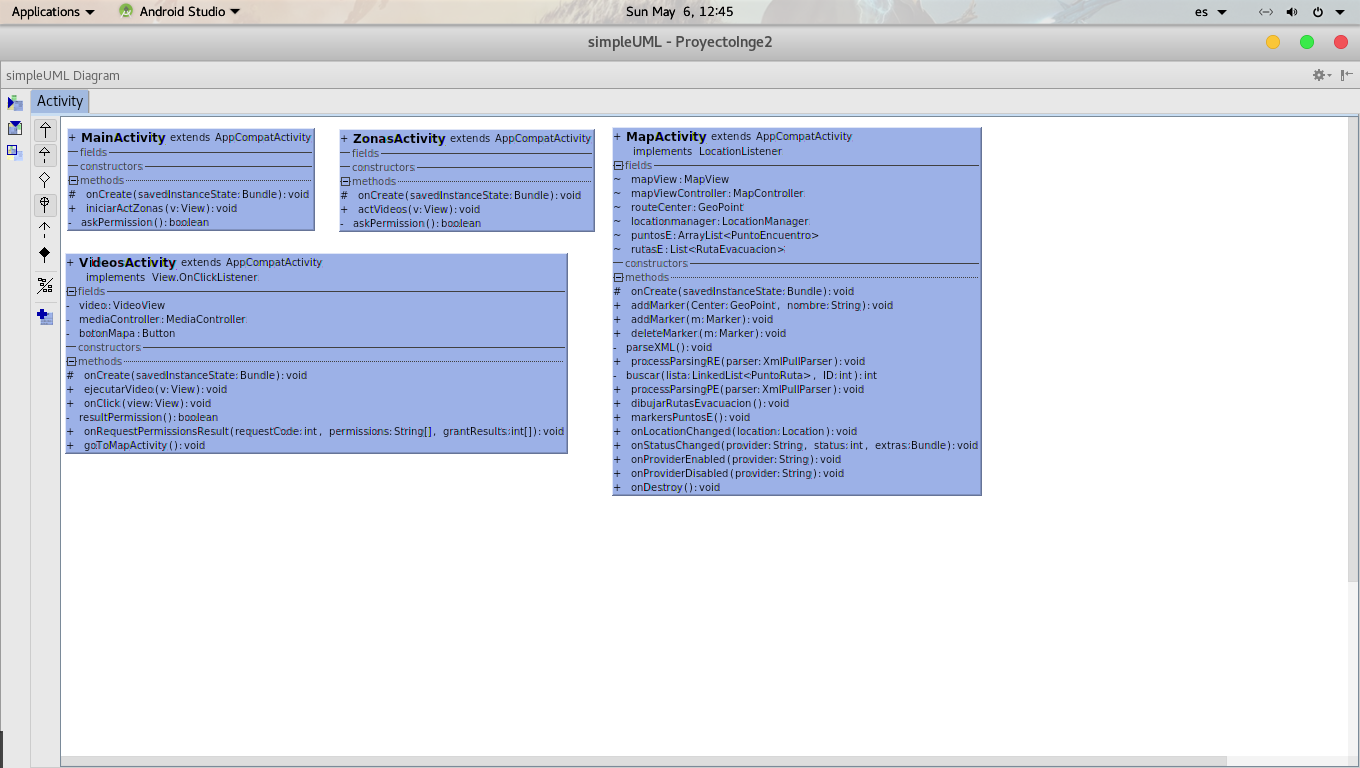 Applications
Android Studio
Sun May 6, 12:45
es
simpleUML - ProyectoInge2
simpleUML Diagram
Activity
+ MainActivity extends AppCompatActivity
fields
constructors
methods
# onCreate(savedInstanceState:Bundle):void
+ iniciarActZonas(v:View):void
- askPermission():boolean
+ ZonasActivity extends AppCompatActivity
fields
constructors
methods
# onCreate(savedInstanceState:Bundle):void
+ actVideos(v:View):void
- askPermission():boolean
+ VideosActivity extends AppCompatActivity
implements View.OnClickListener
fields
- video:VideoView
- mediaController:MediaController
- botonMapa:Button
constructors
methods
# onCreate(savedInstanceState:Bundle):void
+ ejecutarVideo(v:View):void
+ onClick(view:View):void
- resultPermission():boolean
+ onRequestPermissionsResult(requestCode:int, permissions:String[], grantResults:int[]):void
+ goToMapActivity():void
+ MapActivity extends AppCompatActivity
implements LocationListener
fields
~ mapView:MapView
~ mapViewController:MapController
~ routeCenter:GeoPoint
~ locationmanager:LocationManager
~ puntosE:ArrayList<PuntoEncuentro>
~ rutasE:List<RutaEvacuacion>
constructors
methods
# onCreate(savedInstanceState:Bundle):void
+ addMarker(Center:GeoPoint, nombre:String):void
+ addMarker(m:Marker):void
+ deleteMarker(m:Marker):void
- parseXML():void
+ processParsingRE(parser:XmlPullParser):void
- buscar(lista:LinkedList<PuntoRuta>, ID:int):int
+ processParsingPE(parser:XmlPullParser):void
+ dibujarRutasEvacuacion():void
+ markersPuntosE():void
+ onLocationChanged(location:Location):void
+ onStatusChanged(provider:String, status:int, extras:Bundle):void
+ onProviderEnabled(provider:String):void
+ onProviderDisabled(provider:String):void
+ onDestroy():void